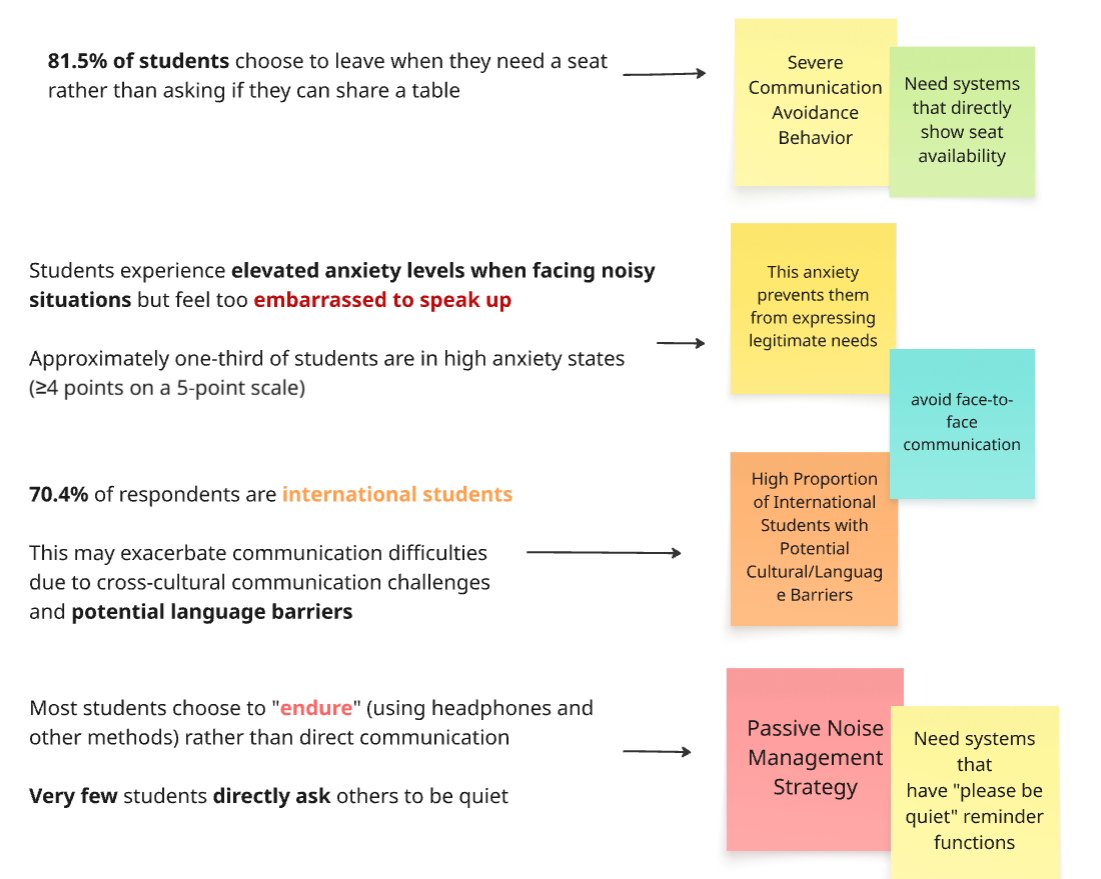 81.5% of students choose to leave when they need a seat
rather than asking if they can share a table
Severe
Communication
Avoidance
Behavior
Need systems
that directly
show seat
availability
Students experience elevated anxiety levels when facing noisy
situations but feel too embarrassed to speak up
Approximately one-third of students are in high anxiety states
(≥4 points on a 5-point scale)
This anxiety
prevents them
from expressing
legitimate needs
avoid face-to-
face
communication
70.4% of respondents are international students
This may exacerbate communication difficulties
due to cross-cultural communication challenges
and potential language barriers
High Proportion
of International
Students with
Potential
Cultural/Languag
e Barriers
Most students choose to "endure" (using headphones and
other methods) rather than direct communication
Very few students directly ask others to be quiet
Passive Noise
Management
Strategy
Need systems
that
have "please be
quiet" reminder
functions